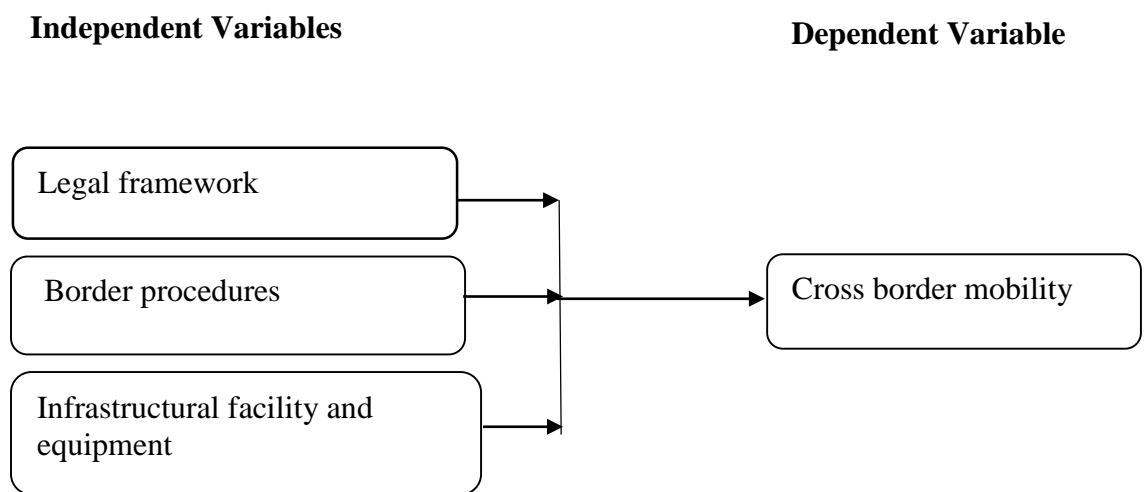 Independent Variables
Dependent Variable
Legal framework
Border procedures
Cross border mobility
Infrastructural facility and
equipment